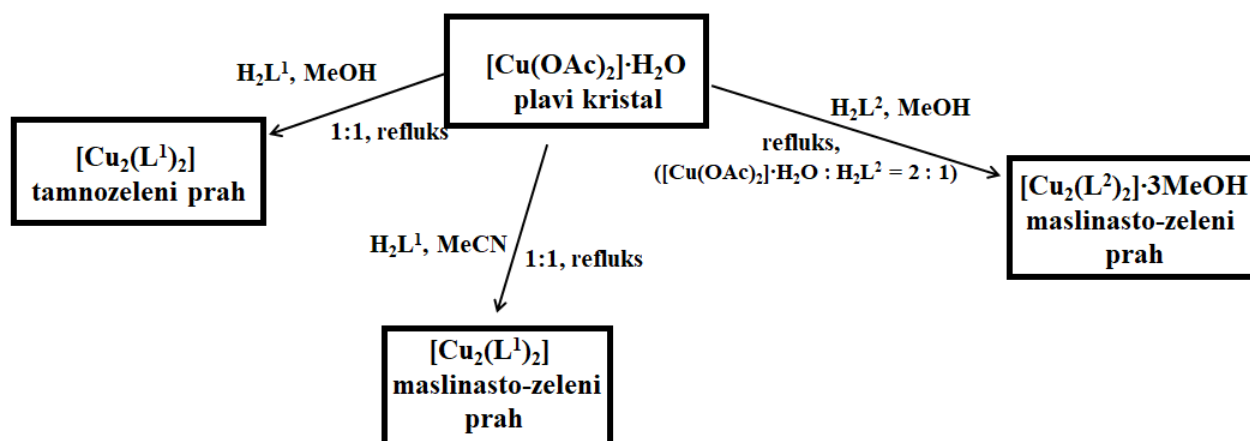 [Cu(OAc)₂]·H₂O
plavi kristal
H₂L¹, MeOH
1:1, refluks
[Cu₂(L¹)₂]
tamnozeleni prah
H₂L¹, MeCN
1:1, refluks
[Cu₂(L¹)₂]
maslinasto-zeleni
prah
H₂L², MeOH
refluks,
([Cu(OAc)₂]·H₂O : H₂L² = 2 : 1)
[Cu₂(L²)₂]·3MeOH
maslinasto-zeleni
prah